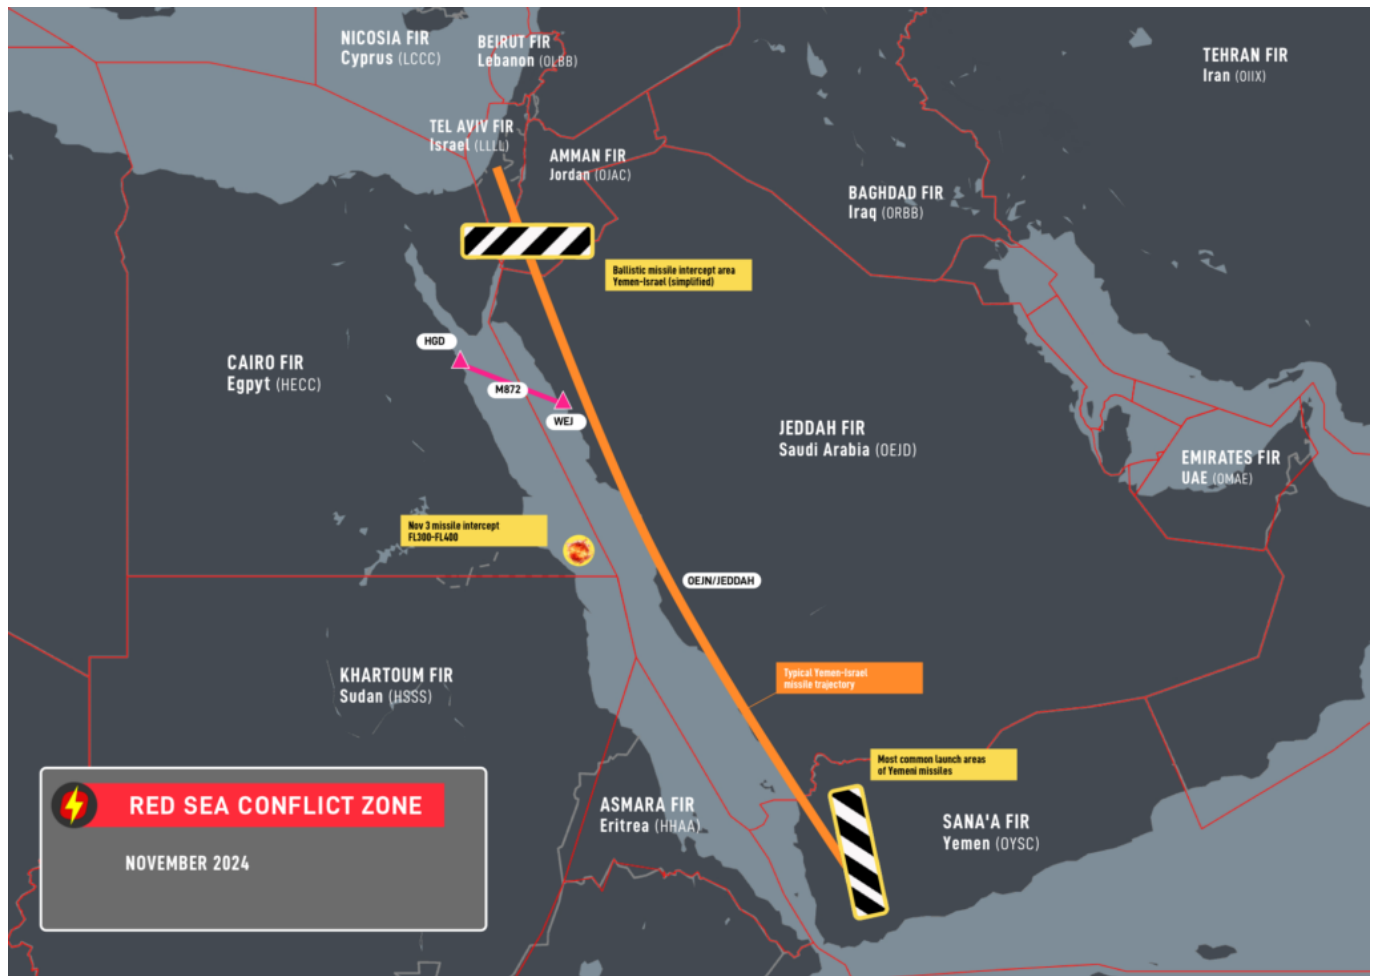 NICOSIA FIR
Cyprus (LCCC)
BEIRUT FIR
Lebanon (OLBB)
TEHRAN FIR
Iran (OIIX)
TEL AVIV FIR
Israel (LLLL)
AMMAN FIR
Jordan (OJAC)
BAGHDAD FIR
Iraq (ORBB)
Ballistic missile intercept area
Yemen-Israel (simplified)
HGD
CAIRO FIR
Egpyt (HECC)
M872
WEJ
JEDDAH FIR
Saudi Arabia (OEJD)
EMIRATES FIR
UAE (OMAE)
Nov 3 missile intercept
FL300-FL400
OEJN/JEDDAH
KHARTOUM FIR
Sudan (HSSS)
Typical Yemen-Israel
missile trajectory
Most common launch areas
of Yemeni missiles
RED SEA CONFLICT ZONE
NOVEMBER 2024
ASMARA FIR
Eritrea (HHAA)
SANA'A FIR
Yemen (OYSC)